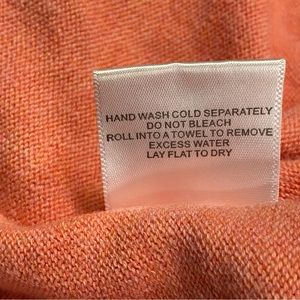 HAND WASH COLD SEPARATELY
DO NOT BLEACH
ROLL INTO A TOWEL TO REMOVE
EXCESS WATER
LAY FLAT TO DRY